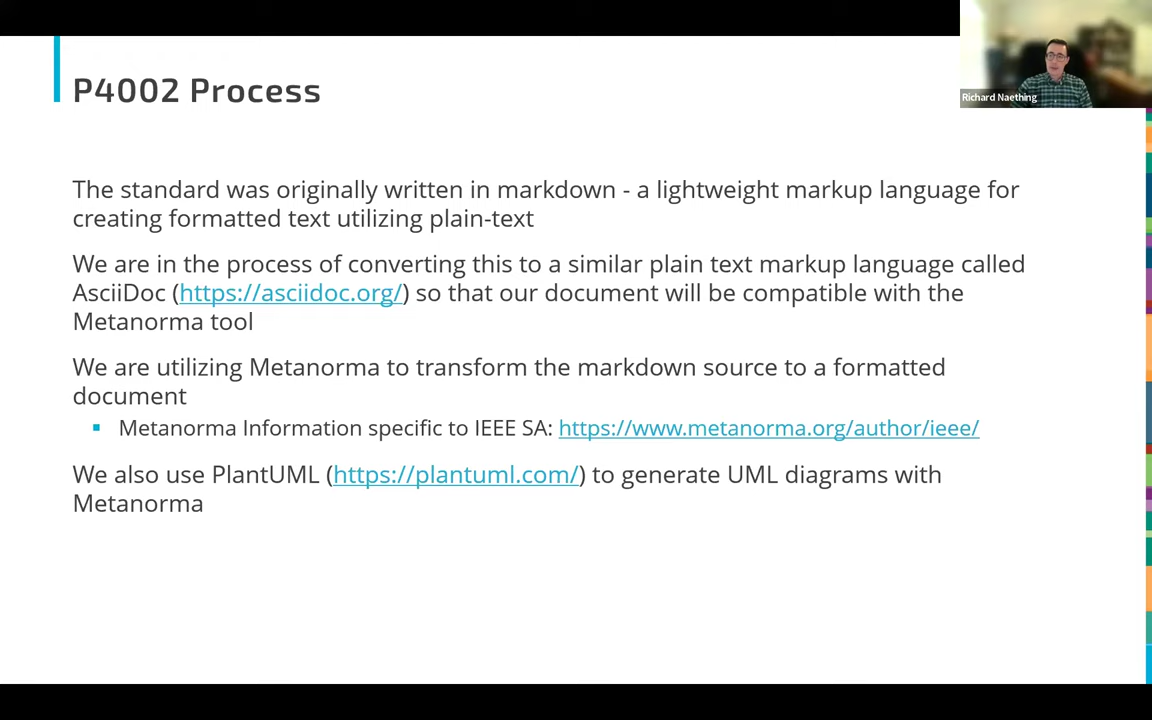 Richard Naething
P4002 Process
The standard was originally written in markdown - a lightweight markup language for
creating formatted text utilizing plain-text
We are in the process of converting this to a similar plain text markup language called
AsciiDoc (https://asciidoc.org/) so that our document will be compatible with the
Metanorma tool
We are utilizing Metanorma to transform the markdown source to a formatted
document
▪ Metanorma Information specific to IEEE SA: https://www.metanorma.org/author/ieee/
We also use PlantUML (https://plantuml.com/) to generate UML diagrams with
Metanorma